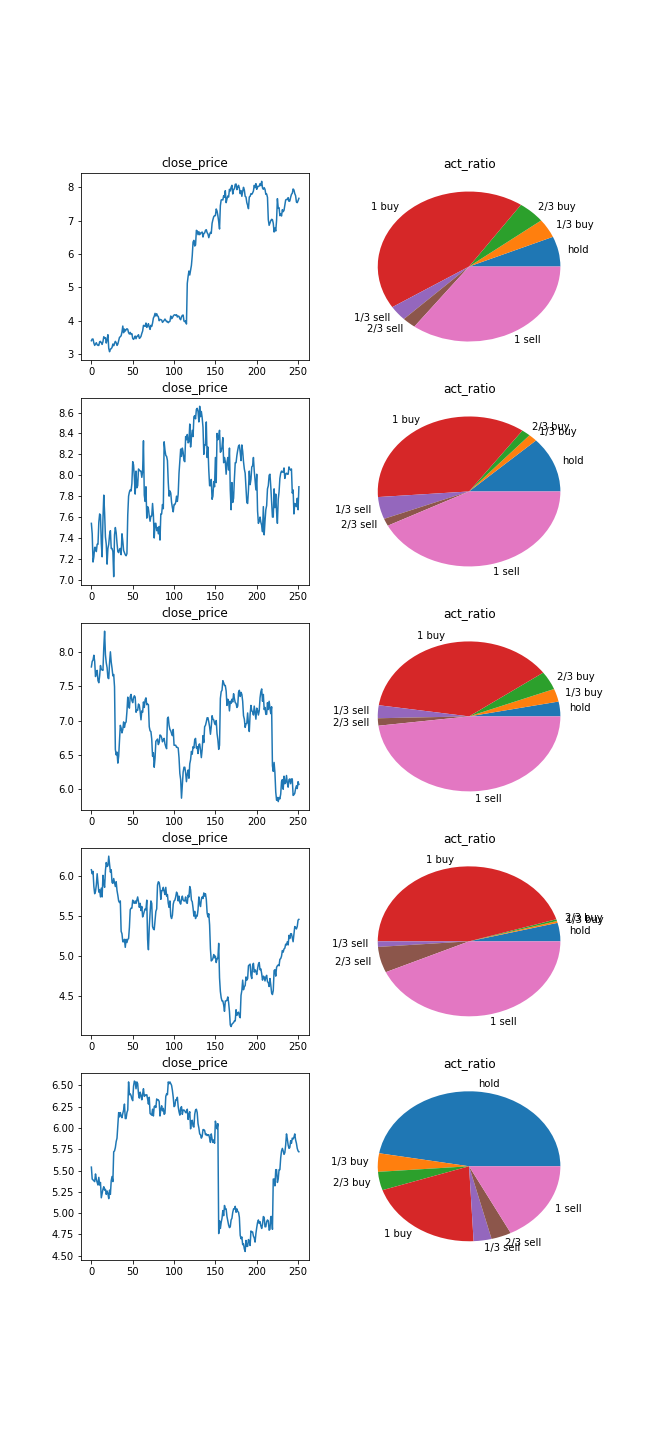 close_price
8
7
6
5
4
3
0 50 100 150 200 250
act_ratio
hold
1/3 buy
2/3 buy
1 buy
1/3 sell
2/3 sell
1 sell
close_price
8.6
8.4
8.2
8.0
7.8
7.6
7.4
7.2
7.0
0 50 100 150 200 250
act_ratio
hold
1/3 buy
2/3 buy
1 buy
1/3 sell
2/3 sell
1 sell
close_price
8.0
7.5
7.0
6.5
6.0
0 50 100 150 200 250
act_ratio
hold
1/3 buy
2/3 buy
1 buy
1/3 sell
2/3 sell
1 sell
close_price
6.0
5.5
5.0
4.5
0 50 100 150 200 250
act_ratio
hold
1/3 buy
2/3 buy
1 buy
1/3 sell
2/3 sell
1 sell
close_price
6.50
6.25
6.00
5.75
5.50
5.25
5.00
4.75
4.50
0 50 100 150 200 250
act_ratio
hold
1/3 buy
2/3 buy
1 buy
1/3 sell
2/3 sell
1 sell